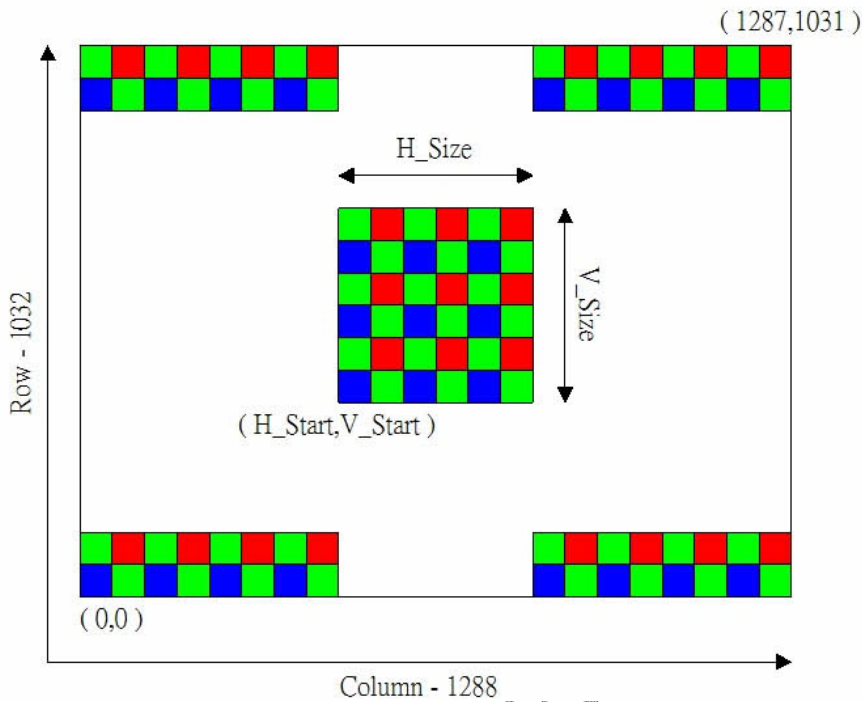 ( 1287,1031 )
H_Size
V_Size
Row - 1032
( H_Start,V_Start )
( 0,0 )
Column - 1288